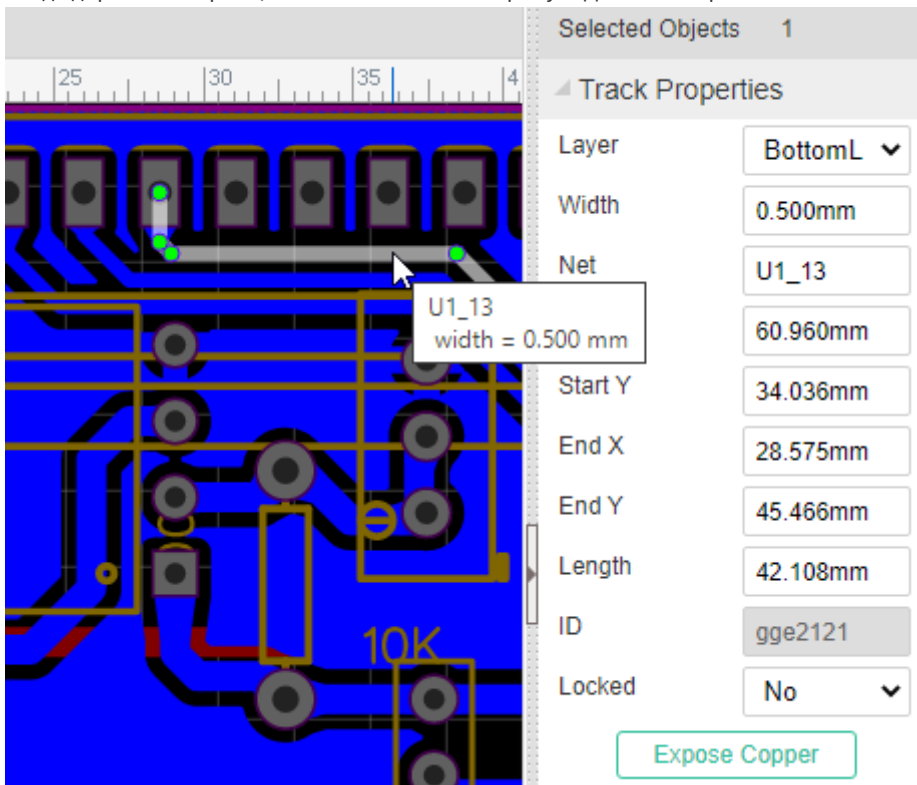 Selected Objects 1
25 30 35 4
Track Properties
Layer BottomL
Width 0.500mm
Net U1_13
U1_13
width = 0.500 mm
60.960mm
Start Y 34.036mm
End X 28.575mm
End Y 45.466mm
Length 42.108mm
ID gge2121
10K
Locked No
Expose Copper